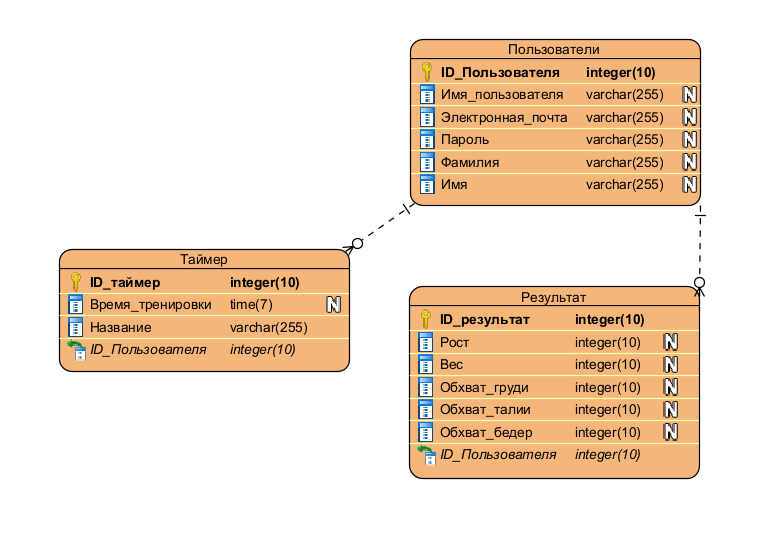 Пользователи
ID_Пользователя integer(10)
Имя_пользователя varchar(255) N
Электронная_почта varchar(255) N
Пароль varchar(255) N
Фамилия varchar(255) N
Имя varchar(255) N
Таймер
ID_таймер integer(10)
Время_тренировки time(7) N
Название varchar(255)
ID_Пользователя integer(10)
Результат
ID_результат integer(10)
Рост integer(10) N
Вес integer(10) N
Обхват_груди integer(10) N
Обхват_талии integer(10) N
Обхват_бедер integer(10) N
ID_Пользователя integer(10)